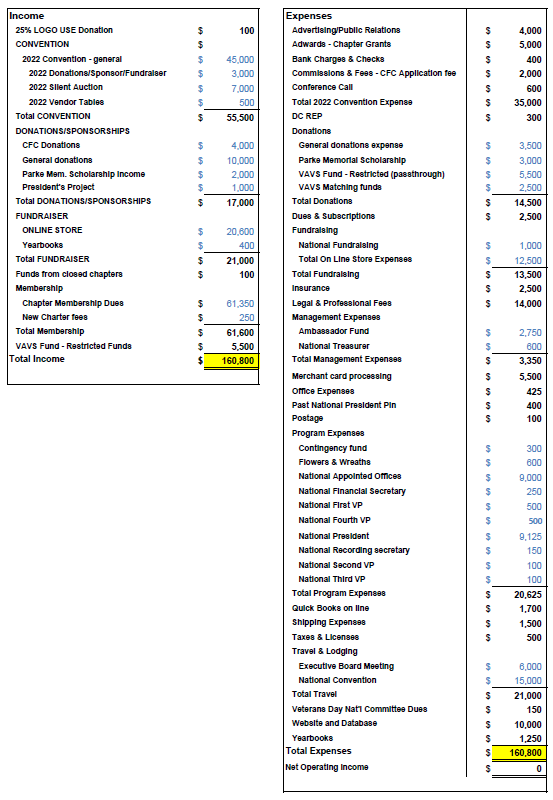 Income
25% LOGO USE Donation $ 100
CONVENTION $
2022 Convention - general $ 45,000
2022 Donations/Sponsor/Fundraiser $ 3,000
2022 Silent Auction $ 7,000
2022 Vendor Tables $ 500
Total CONVENTION $ 55,500
DONATIONS/SPONSORSHIPS
CFC Donations $ 4,000
General donations $ 10,000
Parke Mem. Scholarship Income $ 2,000
President's Project $ 1,000
Total DONATIONS/SPONSORSHIPS $ 17,000
FUNDRAISER
ONLINE STORE $ 20,600
Yearbooks $ 400
Total FUNDRAISER $ 21,000
Funds from closed chapters $ 100
Membership
Chapter Membership Dues $ 61,350
New Charter fees $ 250
Total Membership $ 61,600
VAVS Fund - Restricted Funds $ 5,500
Total Income $ 160,800
Expenses
Advertising/Public Relations $ 4,000
Adwards - Chapter Grants $ 5,000
Bank Charges & Checks $ 400
Commissions & Fees - CFC Application fee $ 2,000
Conference Call $ 600
Total 2022 Convention Expense $ 35,000
DC REP $ 300
Donations
General donations expense $ 3,500
Parke Memorial Scholarship $ 3,000
VAVS Fund - Restricted (passthrough) $ 5,500
VAVS Matching funds $ 2,500
Total Donations $ 14,500
Dues & Subscriptions $ 2,500
Fundraising
National Fundraising $ 1,000
Total On Line Store Expenses $ 12,500
Total Fundraising $ 13,500
Insurance $ 2,500
Legal & Professional Fees $ 14,000
Management Expenses
Ambassador Fund $ 2,750
National Treasurer $ 600
Total Management Expenses $ 3,350
Merchant card processing $ 5,500
Office Expenses $ 425
Past National President Pin $ 400
Postage $ 100
Program Expenses
Contingency fund $ 300
Flowers & Wreaths $ 600
National Appointed Offices $ 9,000
National Financial Secretary $ 250
National First VP $ 500
National Fourth VP $ 500
National President $ 9,125
National Recording secretary $ 150
National Second VP $ 100
National Third VP $ 100
Total Program Expenses $ 20,625
Quick Books on line $ 1,700
Shipping Expenses $ 1,500
Taxes & Licenses $ 500
Travel & Lodging
Executive Board Meeting $ 6,000
National Convention $ 15,000
Total Travel $ 21,000
Veterans Day Nat'l Committee Dues $ 150
Website and Database $ 10,000
Yearbooks $ 1,250
Total Expenses $ 160,800
Net Operating Income $ 0